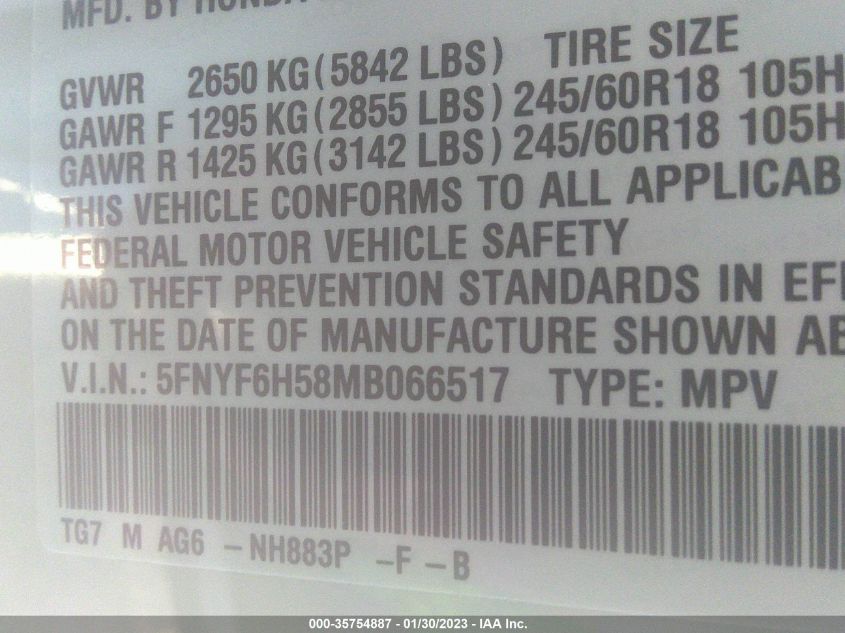 MFD. BY HONDA
GVWR 2650 KG (5842 LBS) TIRE SIZE
GAWR F 1295 KG (2855 LBS) 245/60R18 105H
GAWR R 1425 KG (3142 LBS) 245/60R18 105H
THIS VEHICLE CONFORMS TO ALL APPLICAB
FEDERAL MOTOR VEHICLE SAFETY
AND THEFT PREVENTION STANDARDS IN EFF
ON THE DATE OF MANUFACTURE SHOWN AB
V.I.N.: 5FNYF6H58MB066517 TYPE: MPV
TG7 M AG6 -NH883P -F -B
000-35754887 - 01/30/2023 - IAA Inc.